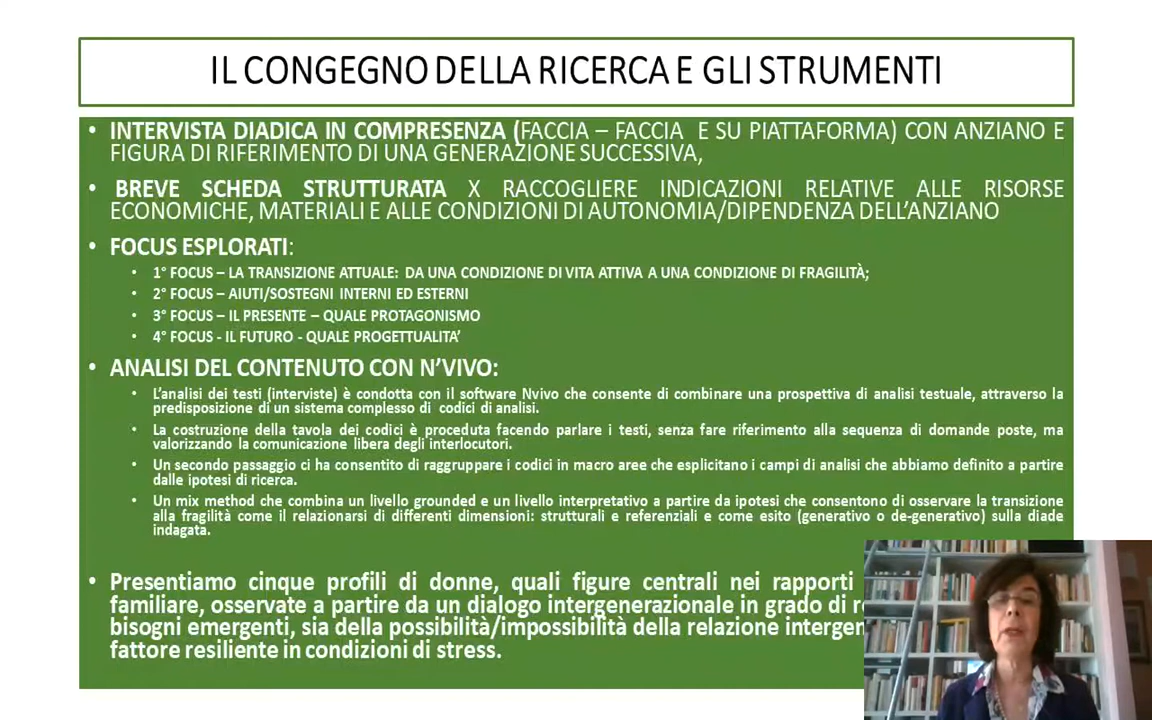 IL CONGEGNO DELLA RICERCA E GLI STRUMENTI
• INTERVISTA DIADICA IN COMPRESENZA (FACCIA – FACCIA E SU PIATTAFORMA) CON ANZIANO E
FIGURA DI RIFERIMENTO DI UNA GENERAZIONE SUCCESSIVA,
• BREVE SCHEDA STRUTTURATA X RACCOGLIERE INDICAZIONI RELATIVE ALLE RISORSE
ECONOMICHE, MATERIALI E ALLE CONDIZIONI DI AUTONOMIA/DIPENDENZA DELL'ANZIANO
• FOCUS ESPLORATI:
• 1° FOCUS – LA TRANSIZIONE ATTUALE: DA UNA CONDIZIONE DI VITA ATTIVA A UNA CONDIZIONE DI FRAGILITÀ;
• 2° FOCUS – AIUTI/SOSTEGNI INTERNI ED ESTERNI
• 3° FOCUS – IL PRESENTE – QUALE PROTAGONISMO
• 4° FOCUS - IL FUTURO - QUALE PROGETTUALITA'
• ANALISI DEL CONTENUTO CON N'VIVO:
• L'analisi dei testi (interviste) è condotta con il software Nvivo che consente di combinare una prospettiva di analisi testuale, attraverso la
predisposizione di un sistema complesso di codici di analisi.
• La costruzione della tavola dei codici è proceduta facendo parlare i testi, senza fare riferimento alla sequenza di domande poste, ma
valorizzando la comunicazione libera degli interlocutori.
• Un secondo passaggio ci ha consentito di raggruppare i codici in macro aree che esplicitano i campi di analisi che abbiamo definito a partire
dalle ipotesi di ricerca.
• Un mix method che combina un livello grounded e un livello interpretativo a partire da ipotesi che consentono di osservare la transizione
alla fragilità come il relazionarsi di differenti dimensioni: strutturali e referenziali e come esito (generativo o de-generativo) sulla diade
indagata.
• Presentiamo cinque profili di donne, quali figure centrali nei rapporti
familiare, osservate a partire da un dialogo intergenerazionale in grado di
bisogni emergenti, sia della possibilità/impossibilità della relazione
fattore resiliente in condizioni di stress.